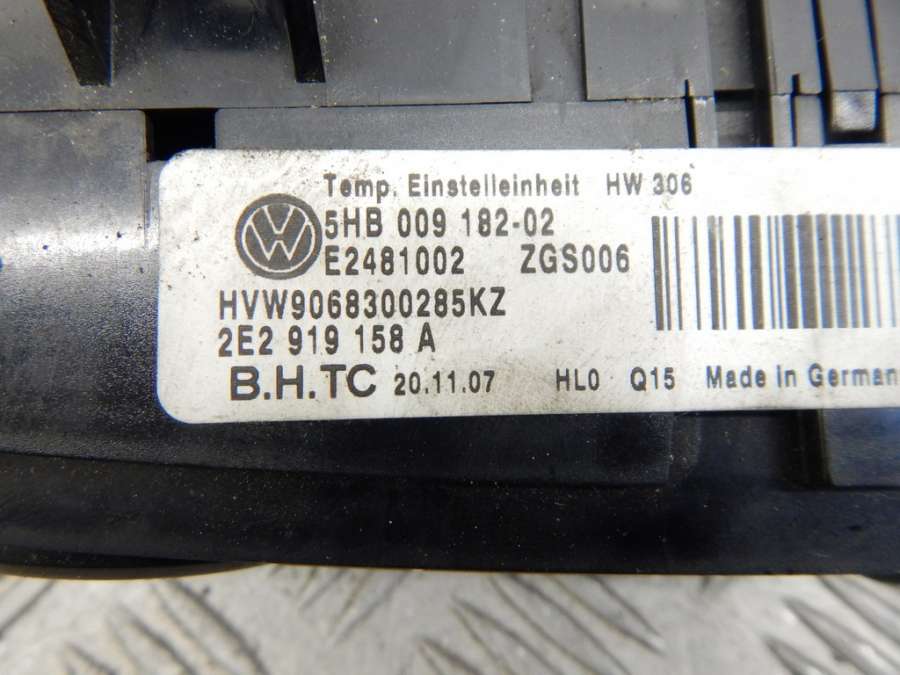 Temp. Einstelleinheit HW 306
5HB 009 182-02
E2481002 ZGS006
HVW9068300285KZ
2E2 919 158 A
B.H.TC 20.11.07 HL0 Q15 Made in German